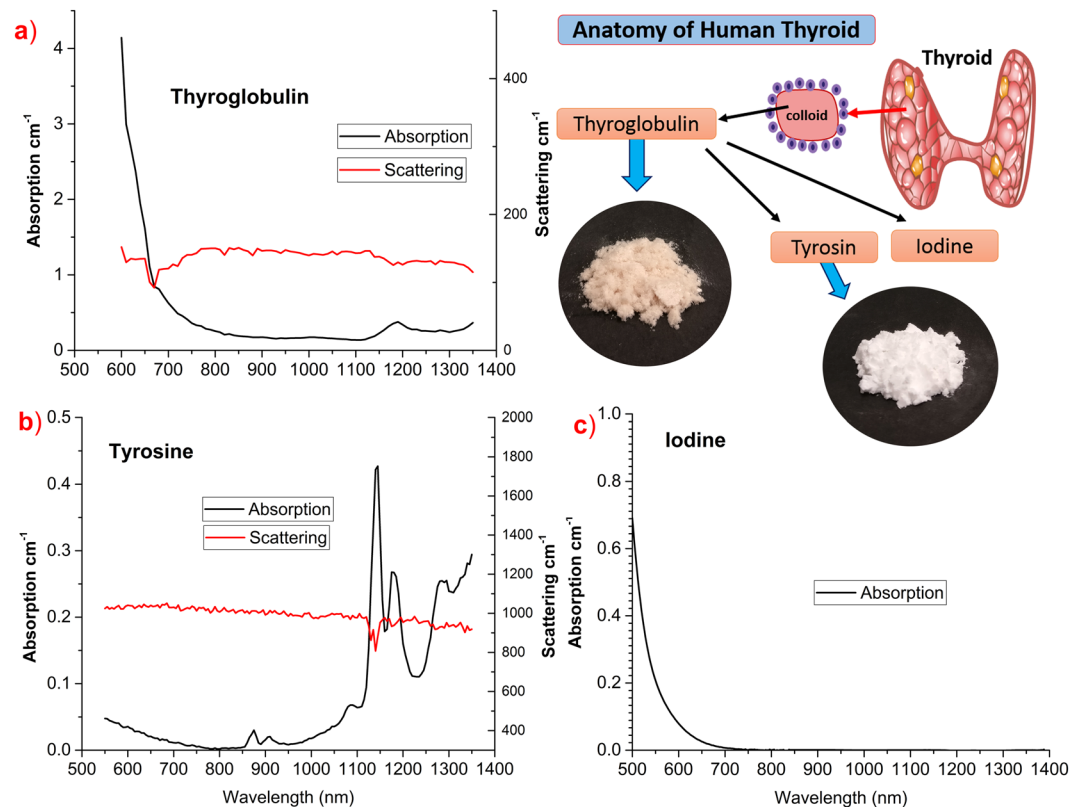 a)
Thyroglobulin
Absorption
Scattering
Absorption cm-1
Scattering cm-1
4
3
2
1
0
400
200
0
500 600 700 800 900 1000 1100 1200 1300 1400
Anatomy of Human Thyroid
Thyroid
colloid
Thyroglobulin
Tyrosin
Iodine
b)
Tyrosine
Absorption
Scattering
Absorption cm-1
Scattering cm-1
0.5
0.4
0.3
0.2
0.1
0.0
2000
1800
1600
1400
1200
1000
800
600
400
500 600 700 800 900 1000 1100 1200 1300 1400
Wavelength (nm)
c)
Iodine
Absorption
Absorption cm-1
1.0
0.8
0.6
0.4
0.2
0.0
500 600 700 800 900 1000 1100 1200 1300 1400
Wavelength (nm)